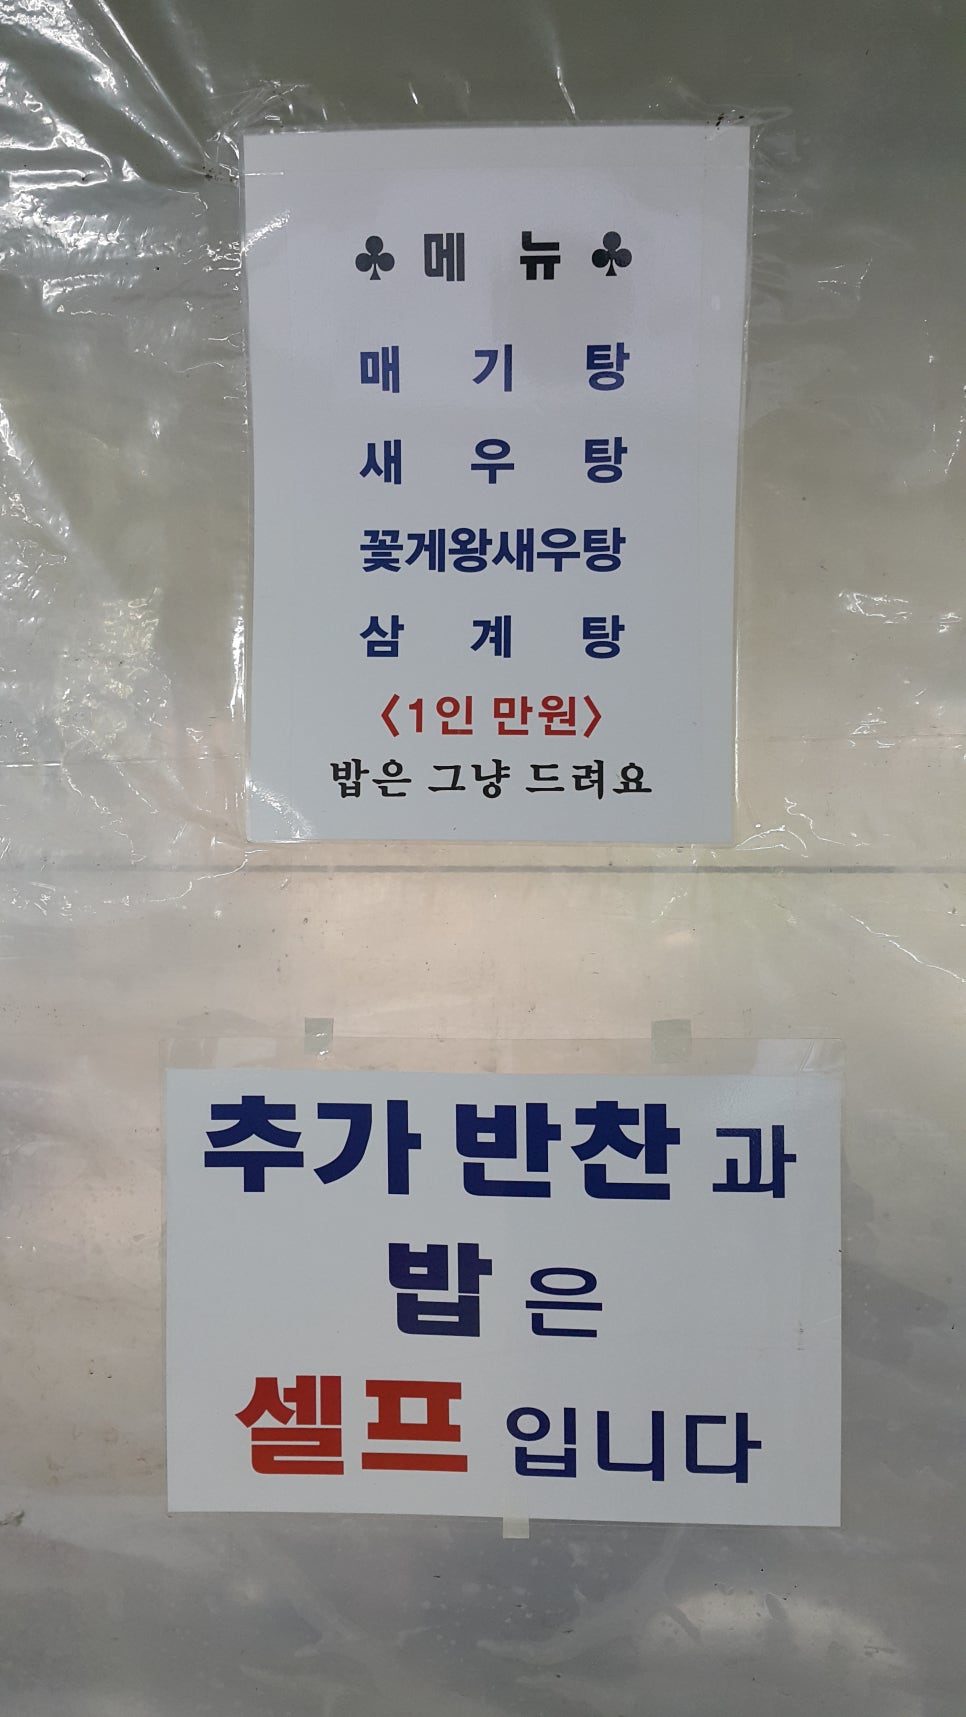 ♣ 메 뉴 ♣
매 기 탕
새 우 탕
꽃게왕새우탕
삼 계 탕
<1인 만원>
밥은 그냥 드려요
추가 반찬 과
밥 은
셀프 입니다